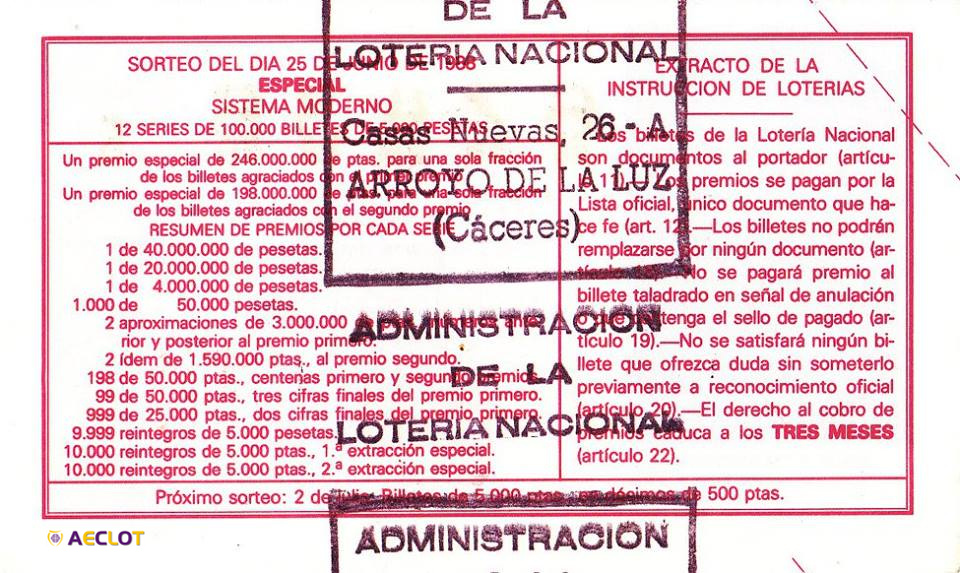 DE LA
LOTERIA NACIONAL
Casas Nuevas, 26 - A
ARROYO DE LA LUZ
(Cáceres)
ADMINISTRACION
DE LA
LOTERIA NACIONAL
ADMINISTRACION
SORTEO DEL DIA 25 DE JUNIO DE 1988
ESPECIAL
SISTEMA MODERNO
12 SERIES DE 100.000 BILLETES DE 5.000 PESETAS
Un premio especial de 246.000.000 de ptas. para una sola fracción
de los billetes agraciados con el primer premio
Un premio especial de 198.000.000 de ptas. para una sola fracción
de los billetes agraciados con el segundo premio
RESUMEN DE PREMIOS POR CADA SERIE
1 de 40.000.000 de pesetas.
1 de 20.000.000 de pesetas.
1 de 4.000.000 de pesetas.
1.000 de 50.000 pesetas.
2 aproximaciones de 3.000.000 de ptas., números ante-
rior y posterior al premio primero.
2 ídem de 1.590.000 ptas., al premio segundo.
198 de 50.000 ptas., centenas primero y segundo premios.
99 de 50.000 ptas., tres cifras finales del premio primero.
999 de 25.000 ptas., dos cifras finales del premio primero.
9.999 reintegros de 5.000 pesetas.
10.000 reintegros de 5.000 ptas., 1.ª extracción especial.
10.000 reintegros de 5.000 ptas., 2.ª extracción especial.
EXTRACTO DE LA
INSTRUCCION DE LOTERIAS
Los billetes de la Lotería Nacional
son documentos al portador (artícu-
lo 11).—Los premios se pagan por la
Lista oficial, único documento que ha-
ce fe (art. 12).—Los billetes no podrán
remplazarse por ningún documento (ar-
tículo).—No se pagará premio al
billete taladrado en señal de anulación
o que tenga el sello de pagado (ar-
tículo 19).—No se satisfará ningún bi-
llete que ofrezca duda sin someterlo
previamente a reconocimiento oficial
(artículo 20).—El derecho al cobro de
premios caduca a los TRES MESES
(artículo 22).
Próximo sorteo: 2 de julio. Billetes de 5.000 ptas., en décimos de 500 ptas.
AECLOT